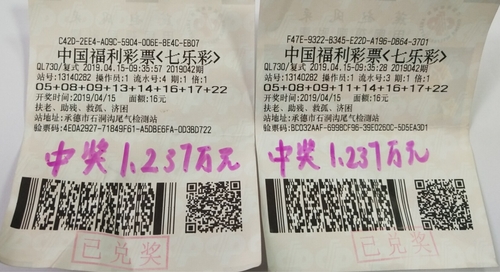 C42D-2EE4-A09C-5904-0D6E-8E4C-EBD7
中国福利彩票<七乐彩>
QL730/复式 2019.04.15-09:35:57 2019042期
站号:13140282 操作员:1 流水号:4 期:1 倍:1
05+08+09+13+14+16+17+22
开奖时间:2019/04/15 面额:16元
扶老、助残、救孤、济困
站址:承德市石洞沟尾气检测站
验票码:4E0A2927-71849F61-A5DBE6FA-0D3BD722
中奖1.237万元
已兑奖
F47E-9322-B345-E22D-A196-DB64-3701
中国福利彩票<七乐彩>
QL730/复式 2019.04.15-09:35:28 2019042期
站号:13140282 操作员:1 流水号:3 期:1 倍:1
05+08+09+11+14+16+17+22
开奖时间:2019/04/15 面额:16元
扶老、助残、救孤、济困
站址:承德市石洞沟尾气检测站
验票码:BC032AAF-6998CF96-39E0260C-5D5EA3D1
中奖1.237万元
已兑奖